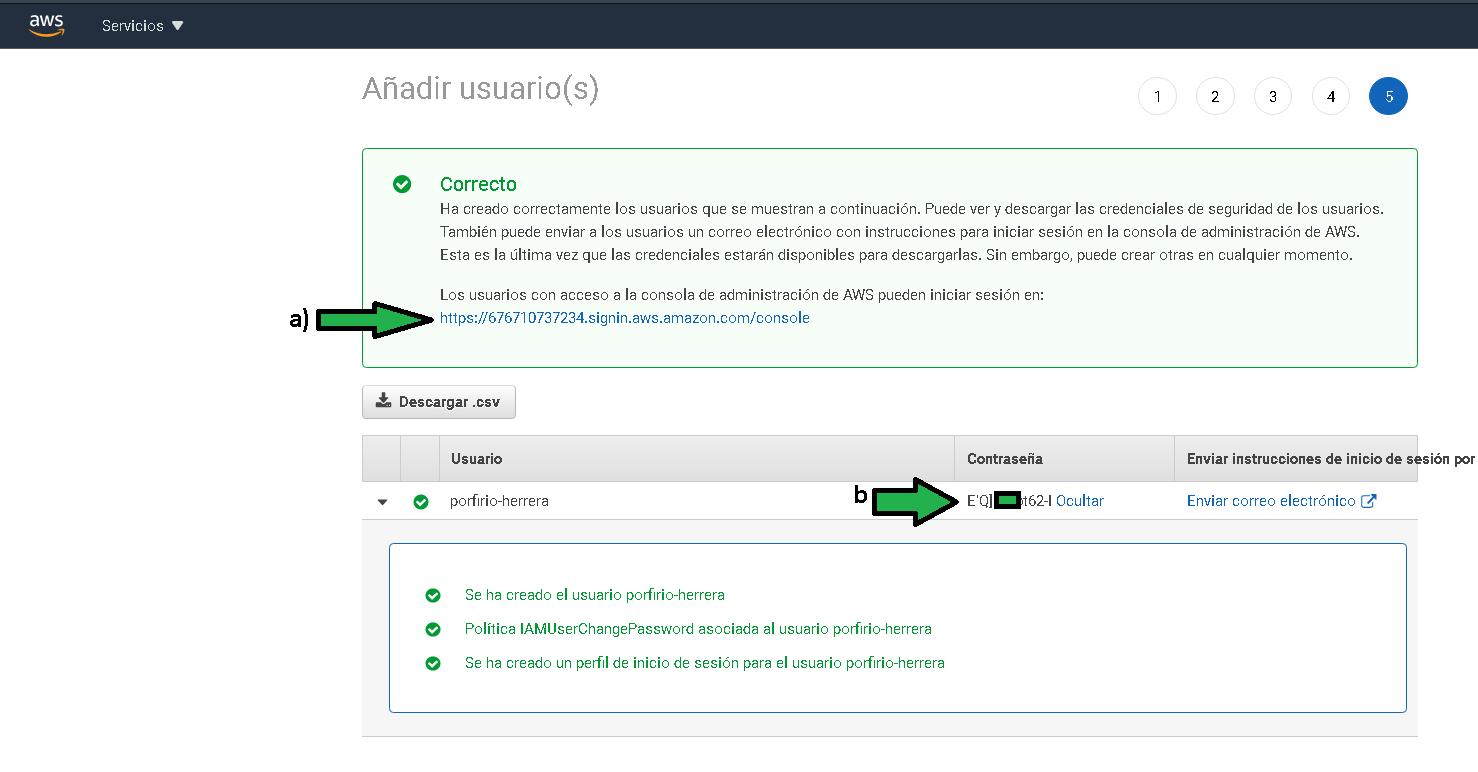 aws
Servicios
Añadir usuario(s)
1 2 3 4 5
Correcto
Ha creado correctamente los usuarios que se muestran a continuación. Puede ver y descargar las credenciales de seguridad de los usuarios.
También puede enviar a los usuarios un correo electrónico con instrucciones para iniciar sesión en la consola de administración de AWS.
Esta es la última vez que las credenciales estarán disponibles para descargarlas. Sin embargo, puede crear otras en cualquier momento.
Los usuarios con acceso a la consola de administración de AWS pueden iniciar sesión en:
a) https://676710737234.signin.aws.amazon.com/console
Descargar .csv
Usuario Contraseña Enviar instrucciones de inicio de sesión por
porfirio-herrera b Ocultar Enviar correo electrónico
Se ha creado el usuario porfirio-herrera
Política IAMUserChangePassword asociada al usuario porfirio-herrera
Se ha creado un perfil de inicio de sesión para el usuario porfirio-herrera